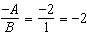 -A/B = -2/1 = -2